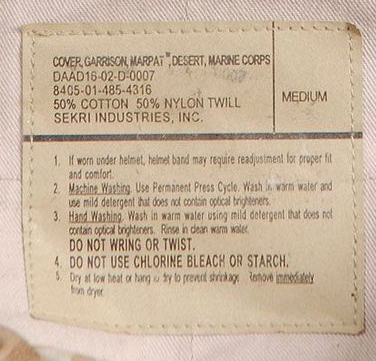 COVER, GARRISON, MARPAT™, DESERT, MARINE CORPS
DAAD16-02-D-0007
8405-01-485-4316
50% COTTON 50% NYLON TWILL
SEKRI INDUSTRIES, INC.
MEDIUM
1. If worn under helmet, helmet band may require readjustment for proper fit
and comfort.
2. Machine Washing. Use Permanent Press Cycle. Wash in warm water and
use mild detergent that does not contain optical brighteners.
3. Hand Washing. Wash in warm water using mild detergent that does not
contain optical brighteners. Rinse in clean warm water.
DO NOT WRING OR TWIST.
4. DO NOT USE CHLORINE BLEACH OR STARCH.
5. Dry at low heat or hang to dry to prevent shrinkage. Remove immediately
from dryer.